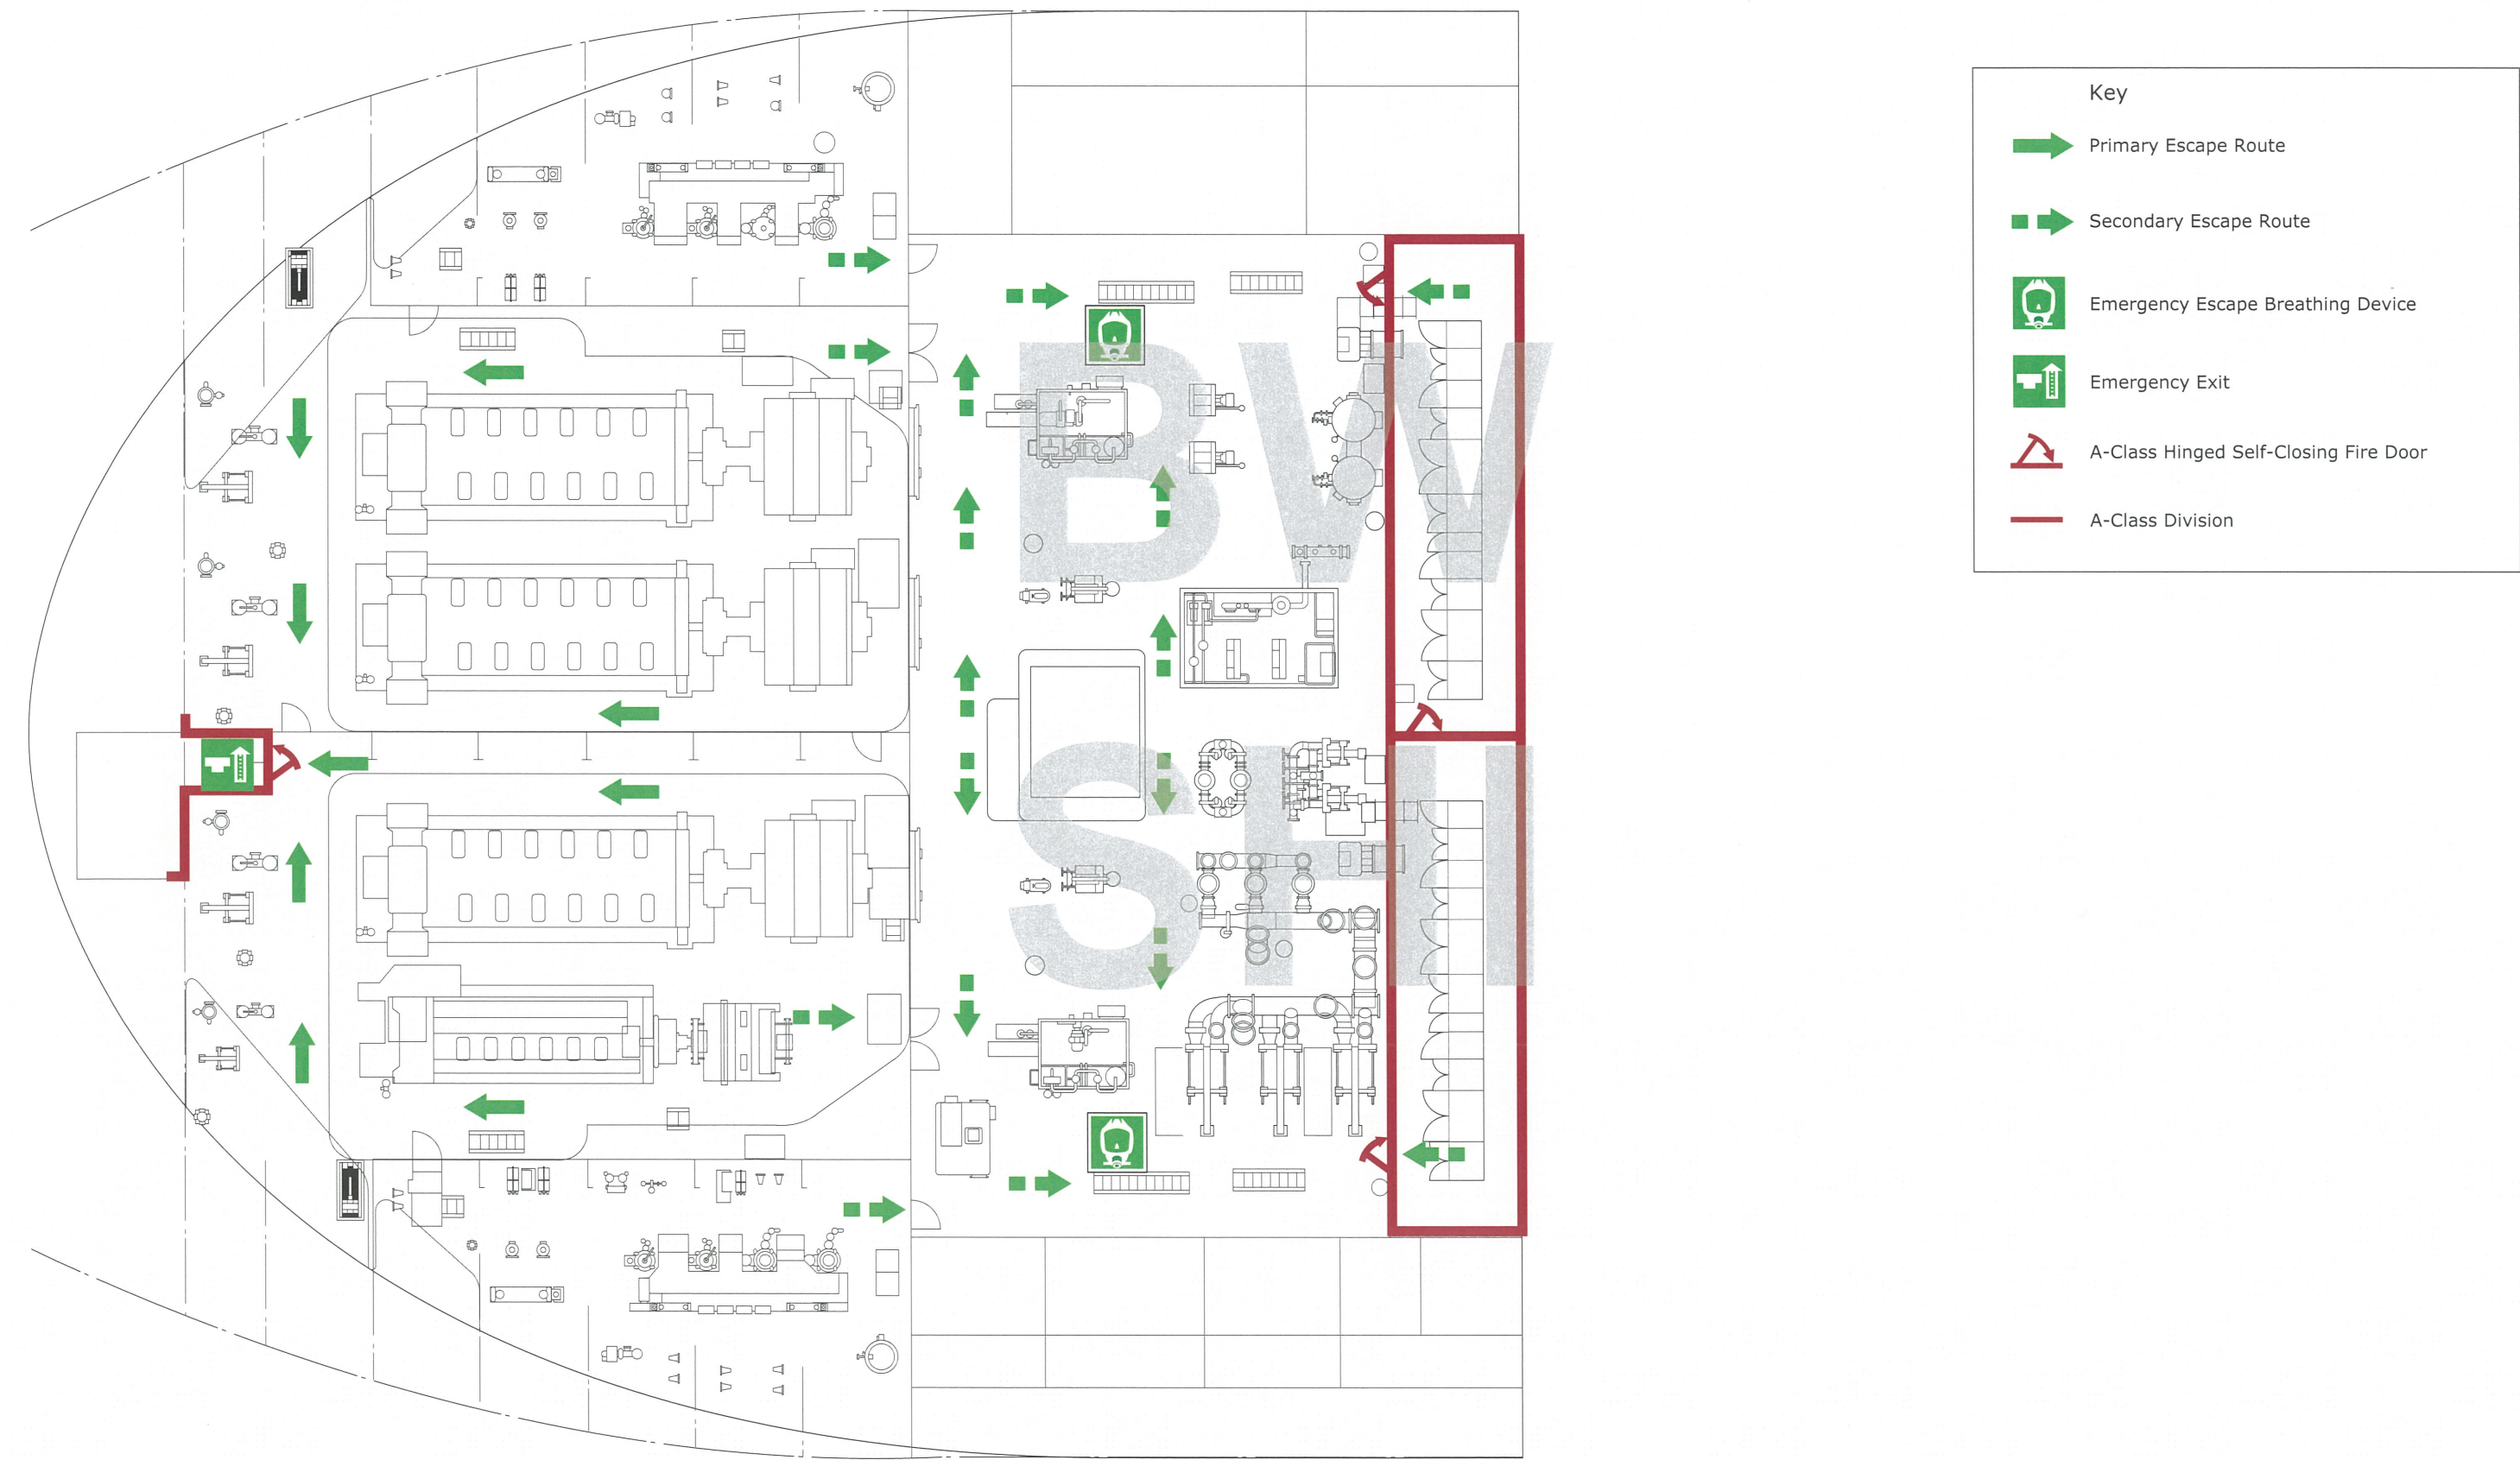 Key
Primary Escape Route
Secondary Escape Route
Emergency Escape Breathing Device
Emergency Exit
A-Class Hinged Self-Closing Fire Door
A-Class Division
BW
SHI